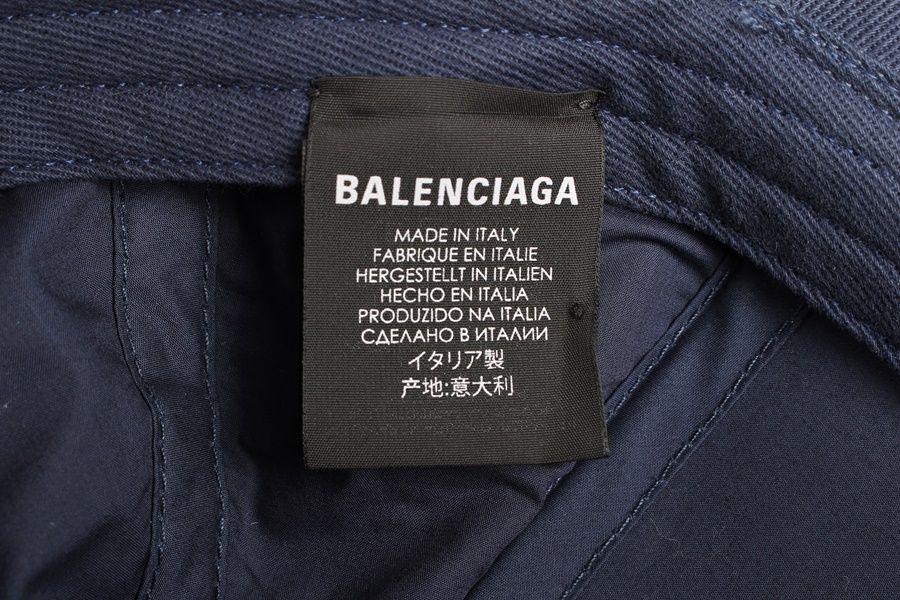 BALENCIAGA
MADE IN ITALY
FABRIQUE EN ITALIE
HERGESTELLT IN ITALIEN
HECHO EN ITALIA
PRODUZIDO NA ITALIA
СДЕЛАНО В ИТАЛИИ
イタリア製
产地:意大利